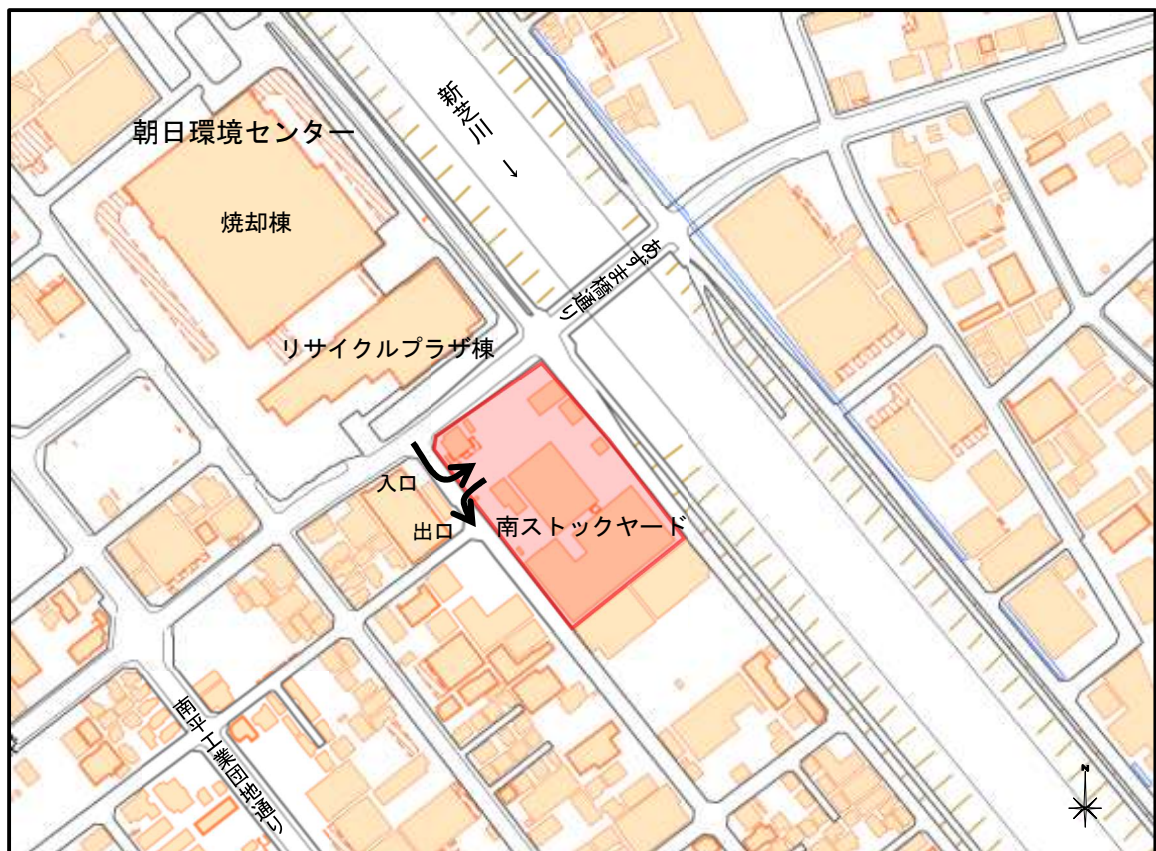 新芝川
→
朝日環境センター
焼却棟
あずま橋通り
リサイクルプラザ棟
入口
出口
南ストックヤード
南平工業団地通り
N